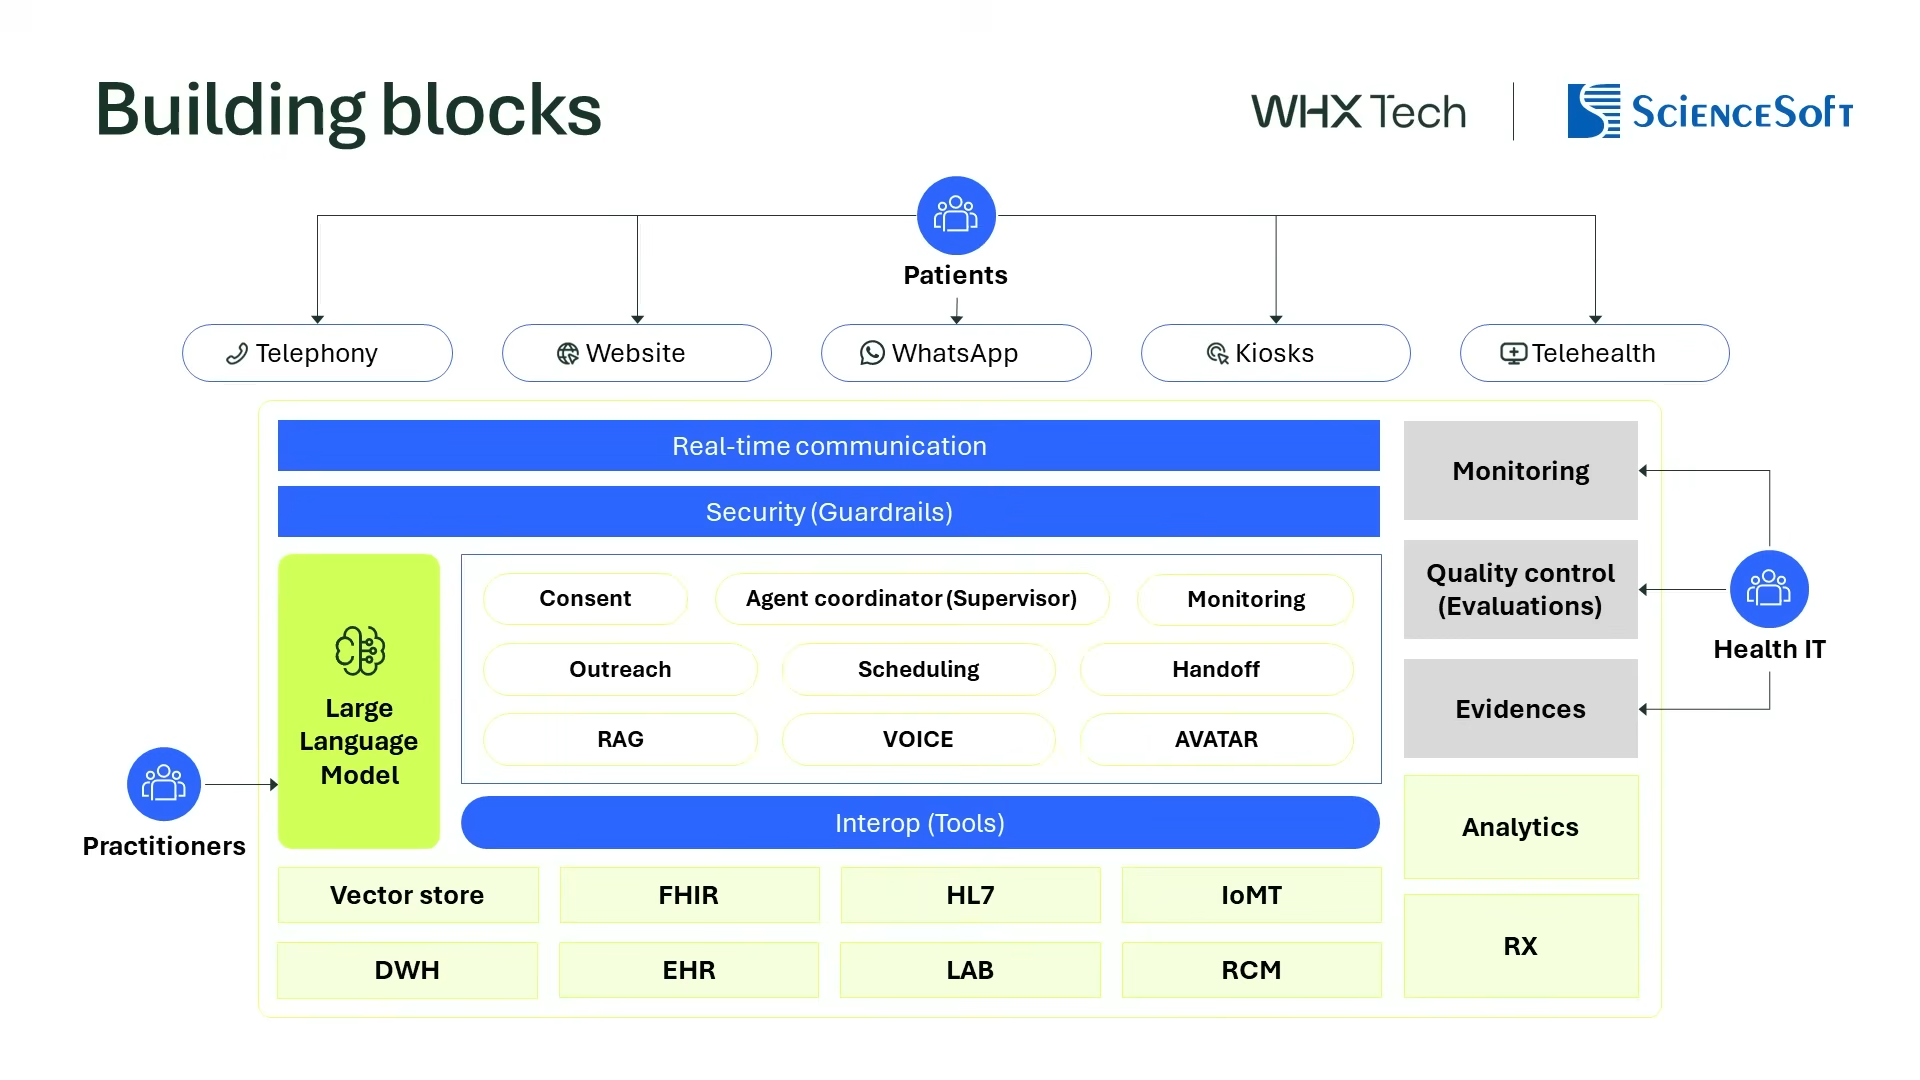 Building blocks
WHX Tech
ScienceSoft
Patients
Telephony
Website
WhatsApp
Kiosks
Telehealth
Real-time communication
Security (Guardrails)
Monitoring
Quality control
(Evaluations)
Evidences
Health IT
Large
Language
Model
Practitioners
Consent
Agent coordinator (Supervisor)
Monitoring
Outreach
Scheduling
Handoff
RAG
VOICE
AVATAR
Interop (Tools)
Analytics
RX
Vector store
FHIR
HL7
IoMT
DWH
EHR
LAB
RCM